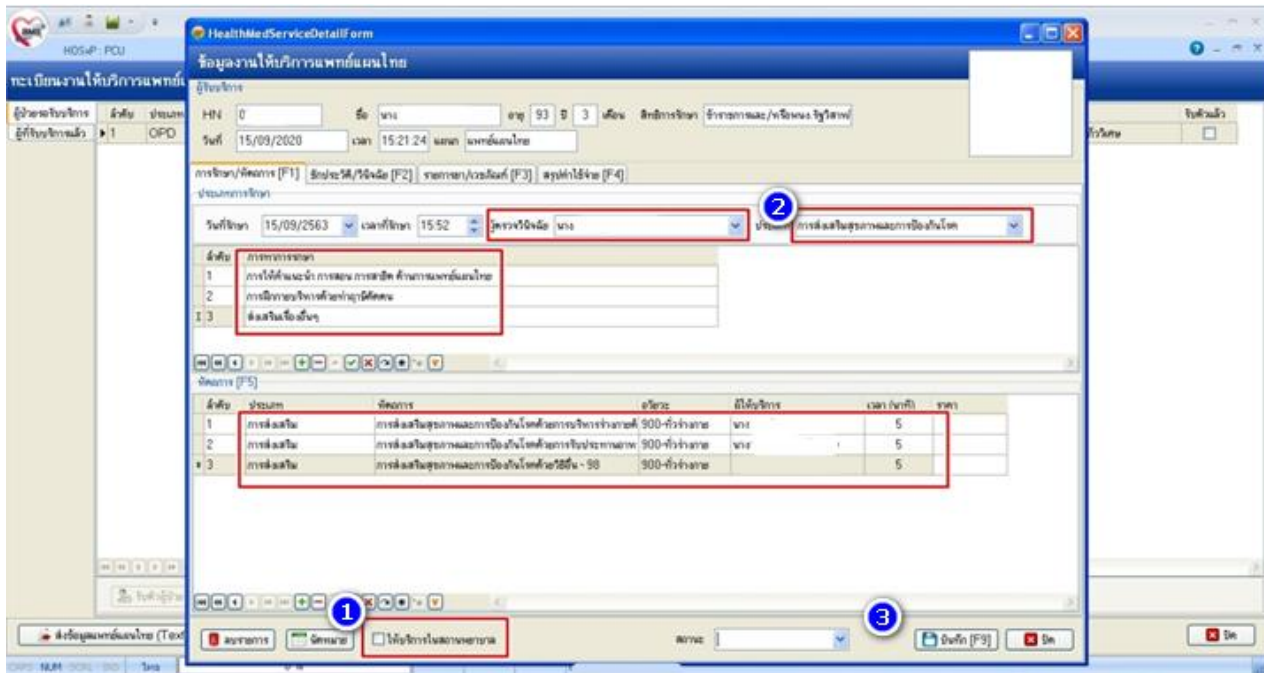 HOSxP : PCU
HealthMedServiceDetailForm
ข้อมูลงานให้บริการแพทย์แผนไทย
ผู้รับบริการ
HN 0 ชื่อ นาง อายุ 93 ปี 3 เดือน สิทธิการรักษา
วันที่ 15/09/2020 เวลา 15:21:24 แผนก แพทย์แผนไทย
ทะเบียนงานให้บริการแพทย์
ผู้ป่วยรอรับบริการ ลำดับ
ผู้ที่รับบริการแล้ว 1 OPD
รับตัวแล้ว
การรักษา/หัตถการ [F1] ซักประวัติ/วินิจฉัย [F2] รายการยา/เวชภัณฑ์ [F3] สรุปค่าใช้จ่าย [F4]
ประเภทการรักษา
วันที่รักษา 15/09/2563 เวลาที่รักษา 15:52 ผู้ตรวจวินิจฉัย นาง 2 การส่งเสริมสุขภาพและการป้องกันโรค
ลำดับ การทำการรักษา
1 การให้คำแนะนำ การสอน การสาธิต ด้านการแพทย์แผนไทย
2 การฝึกกายบริหารด้วยท่าฤาษีดัดตน
3 ส่งเสริมเรื่องอื่นๆ
หัตถการ [F5]
ลำดับ ประเภท หัตถการ อวัยวะ ผู้ให้บริการ เวลา (นาที) ราคา
1 การส่งเสริม การส่งเสริมสุขภาพและการป้องกันโรคด้วยการบริหารร่างกายด้ 900-ทั่วร่างกาย นาง 5
2 การส่งเสริม การส่งเสริมสุขภาพและการป้องกันโรคด้วยการรับประทานอาห 900-ทั่วร่างกาย นาง 5
3 การส่งเสริม การส่งเสริมสุขภาพและการป้องกันโรคด้วยวิธีอื่น - 98 900-ทั่วร่างกาย 5
1
3
ส่งข้อมูลแพทย์แผนไทย (Text ลบรายการ นัดหมาย ให้บริการในสถานพยาบาล สถานะ บันทึก [F9] ปิด ปิด
CAPS NUM SCRL INS ไทย